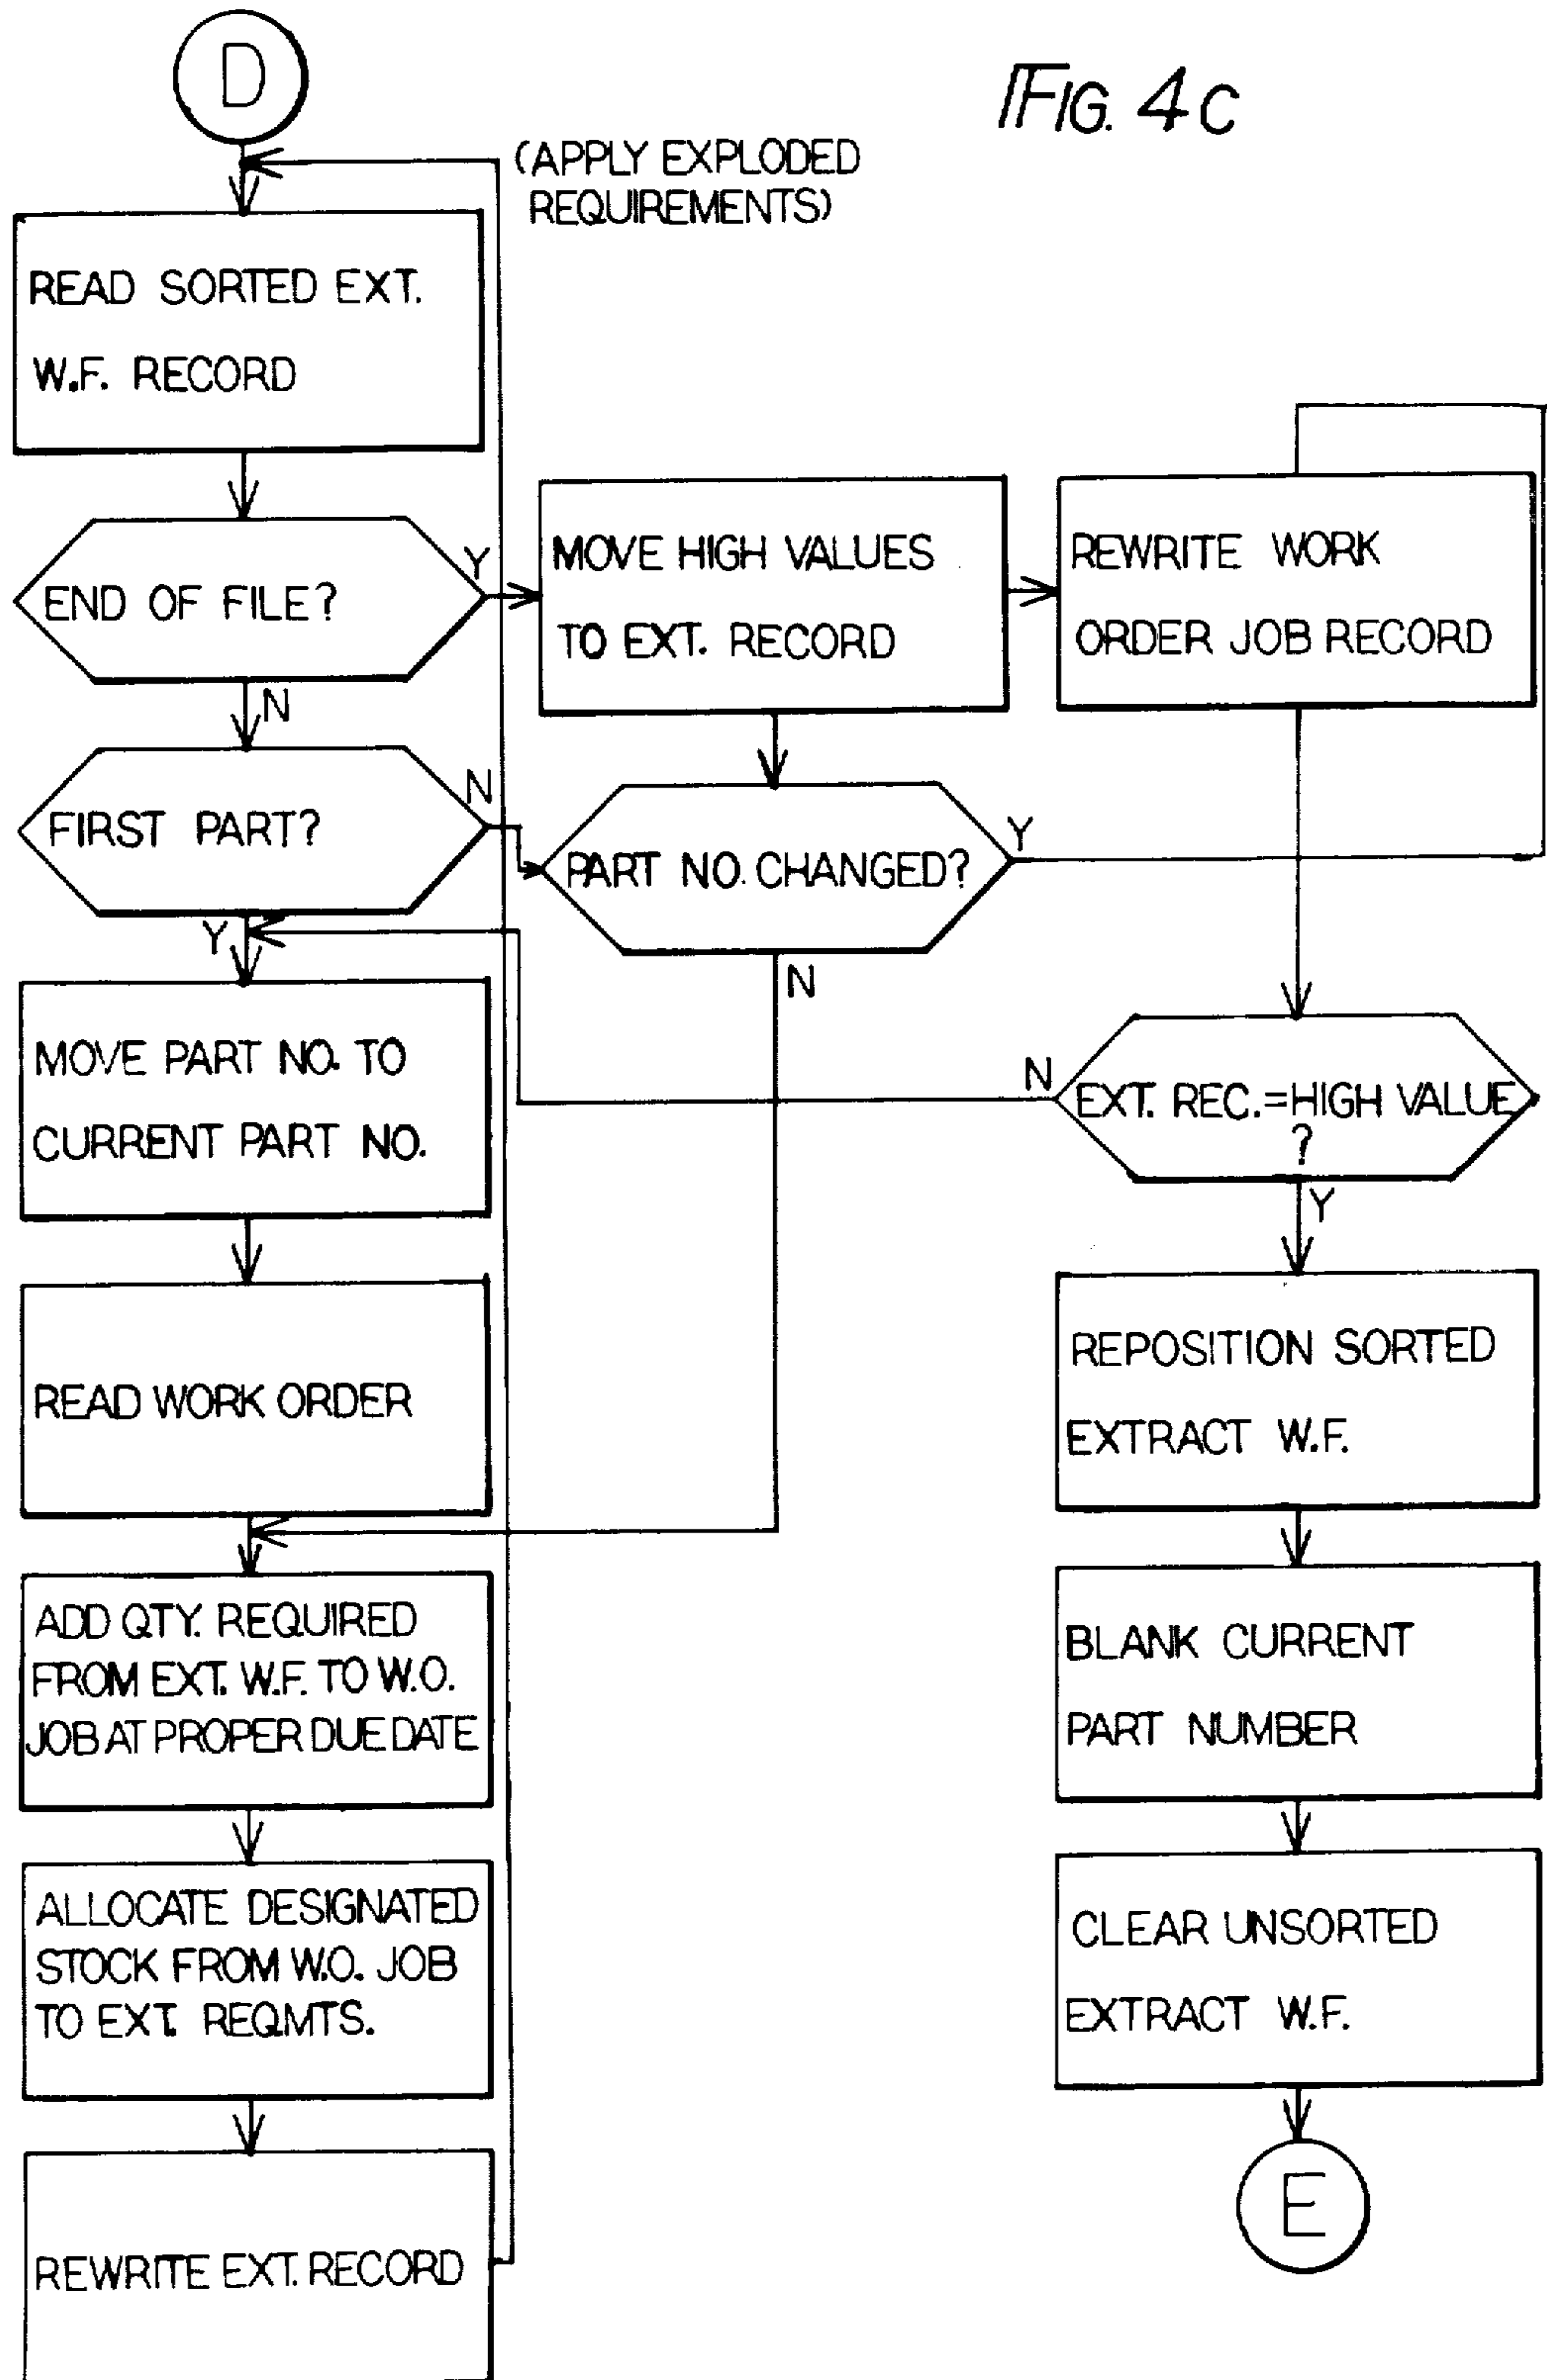 D
FIG. 4C
(APPLY EXPLODED
REQUIREMENTS)
READ SORTED EXT.
W.F. RECORD
END OF FILE?
Y
N
MOVE HIGH VALUES
TO EXT. RECORD
REWRITE WORK
ORDER JOB RECORD
FIRST PART?
N
Y
PART NO. CHANGED?
Y
N
MOVE PART NO. TO
CURRENT PART NO.
N
EXT. REC.=HIGH VALUE
?
Y
READ WORK ORDER
REPOSITION SORTED
EXTRACT W.F.
ADD QTY. REQUIRED
FROM EXT. W.F. TO W.O.
JOB AT PROPER DUE DATE
BLANK CURRENT
PART NUMBER
ALLOCATE DESIGNATED
STOCK FROM W.O. JOB
TO EXT. REQMTS.
CLEAR UNSORTED
EXTRACT W.F.
REWRITE EXT. RECORD
E